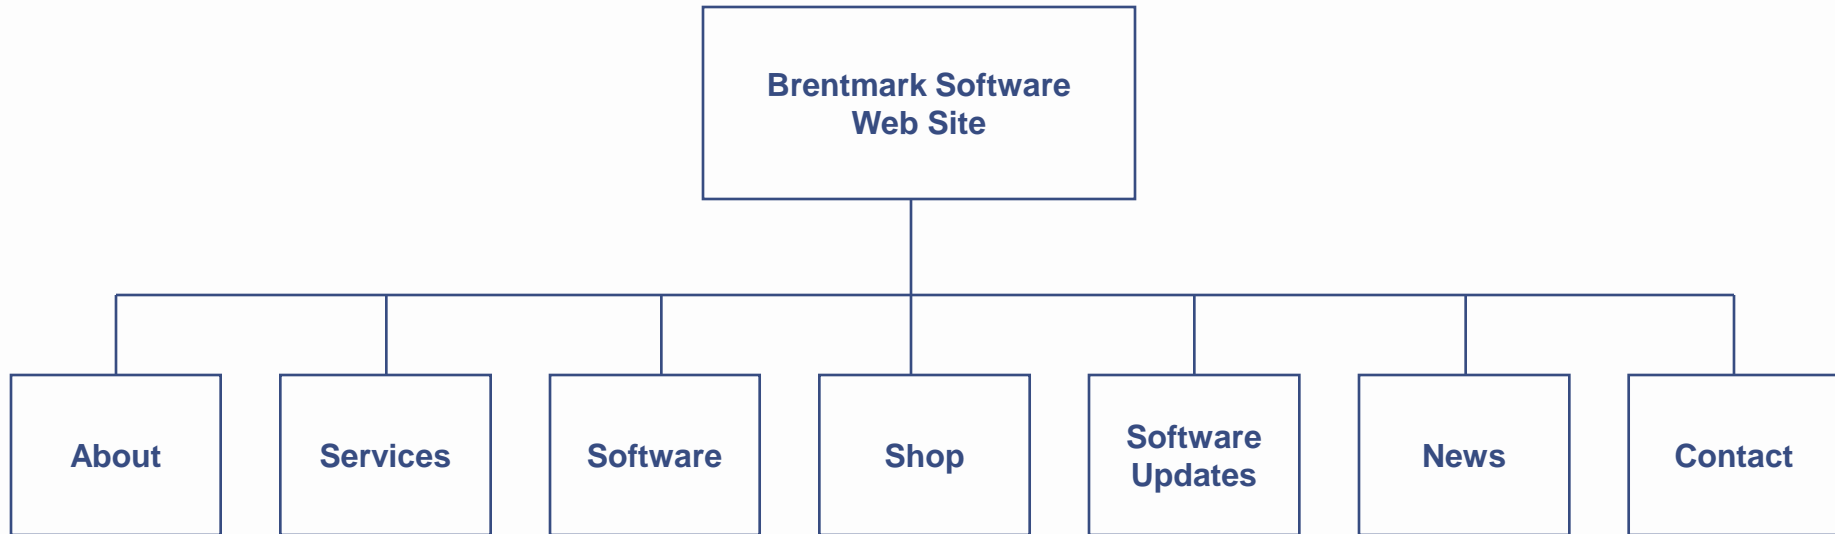 Brentmark Software
Web Site
About
Services
Software
Shop
Software
Updates
News
Contact